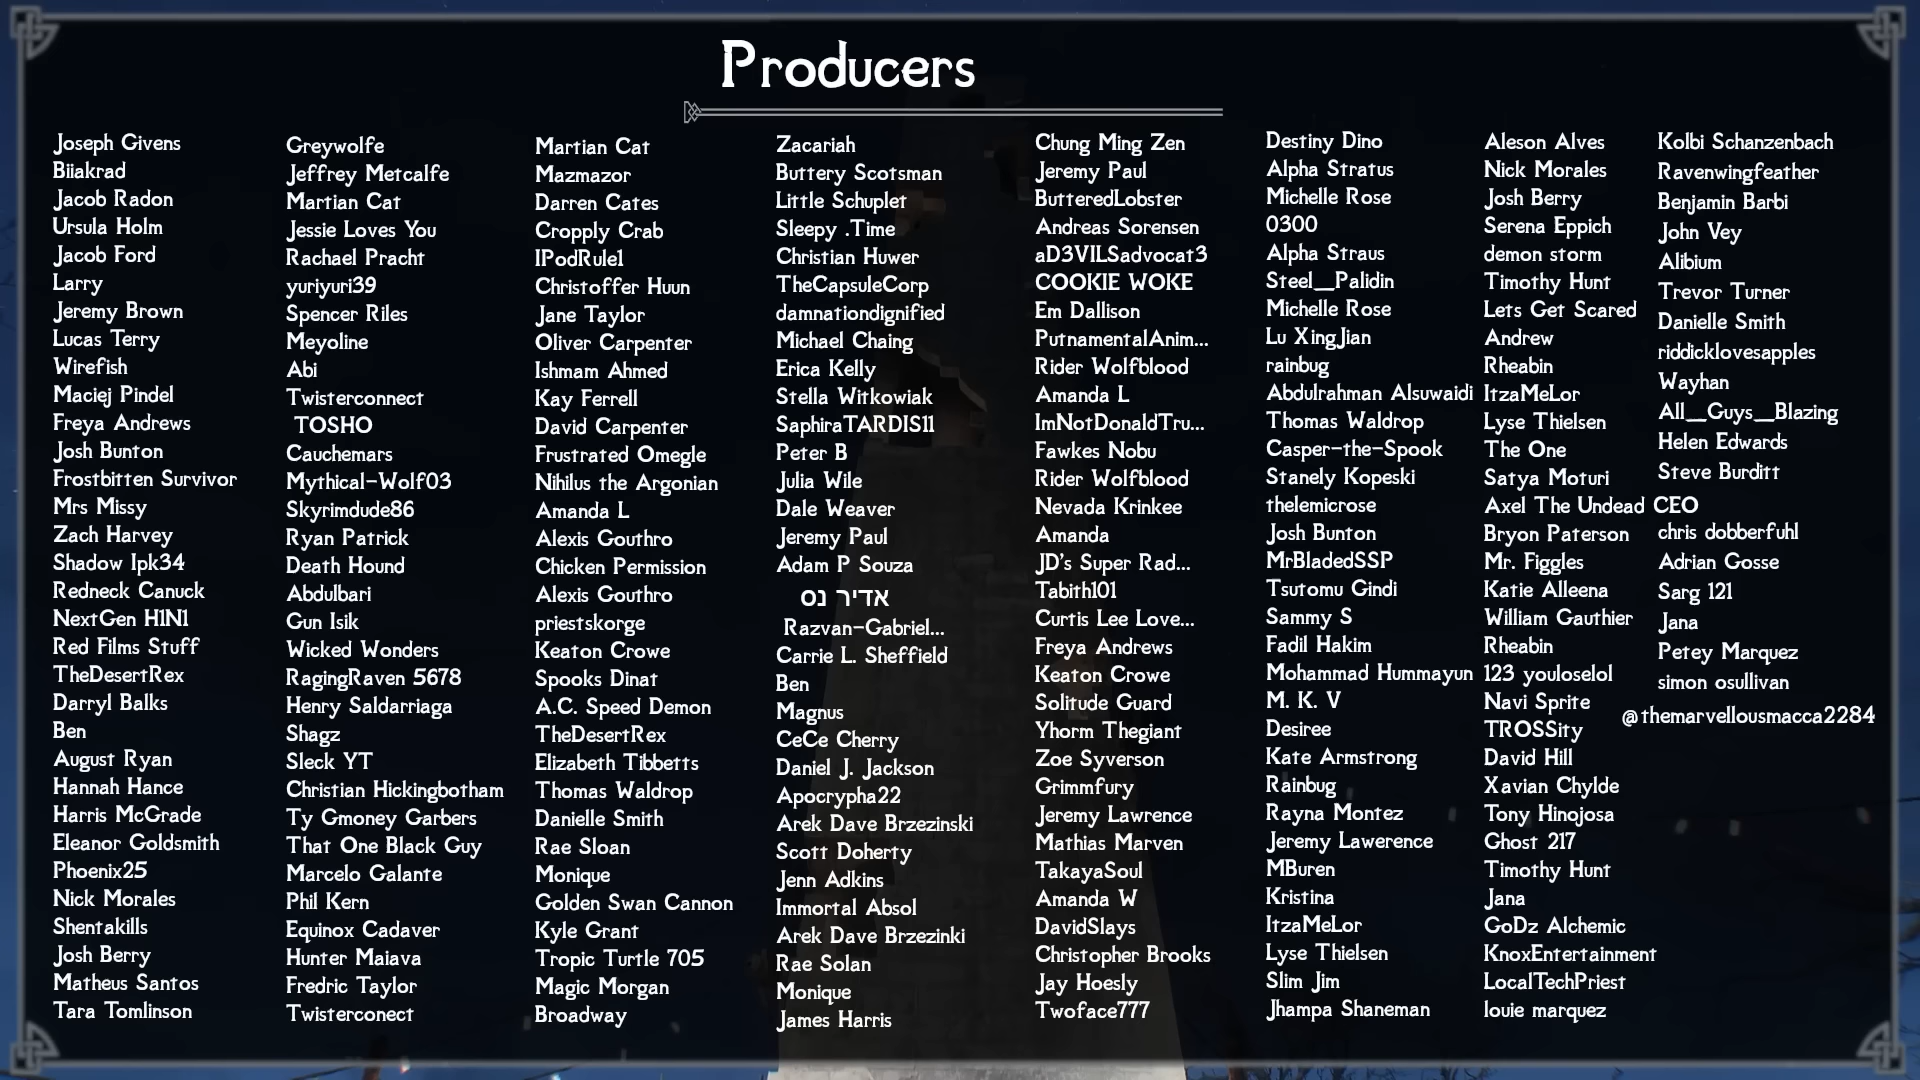 Producers
Joseph Givens
Biiakrad
Jacob Radon
Ursula Holm
Jacob Ford
Larry
Jeremy Brown
Lucas Terry
Wirefish
Maciej Pindel
Freya Andrews
Josh Bunton
Frostbitten Survivor
Mrs Missy
Zach Harvey
Shadow Ipk34
Redneck Canuck
NextGen H1N1
Red Films Stuff
TheDesertRex
Darryl Balks
Ben
August Ryan
Hannah Hance
Harris McGrade
Eleanor Goldsmith
Phoenix25
Nick Morales
Shentakills
Josh Berry
Matheus Santos
Tara Tomlinson
Greywolfe
Jeffrey Metcalfe
Martian Cat
Jessie Loves You
Rachael Pracht
yuriyuri39
Spencer Riles
Meyoline
Abi
Twisterconnect
TOSHO
Cauchemars
Mythical-Wolf03
Skyrimdude86
Ryan Patrick
Death Hound
Abdulbari
Gun Isik
Wicked Wonders
RagingRaven 5678
Henry Saldarriaga
Shagz
Sleck YT
Christian Hickingbotham
Ty Gmoney Garbers
That One Black Guy
Marcelo Galante
Phil Kern
Equinox Cadaver
Hunter Maiava
Fredric Taylor
Twisterconect
Martian Cat
Mazmazor
Darren Cates
Cropply Crab
IPodRule1
Christoffer Huun
Jane Taylor
Oliver Carpenter
Ishmam Ahmed
Kay Ferrell
David Carpenter
Frustrated Omegle
Nihilus the Argonian
Amanda L
Alexis Gouthro
Chicken Permission
Alexis Gouthro
priestskorge
Keaton Crowe
Spooks Dinat
A.C. Speed Demon
TheDesertRex
Elizabeth Tibbetts
Thomas Waldrop
Danielle Smith
Rae Sloan
Monique
Golden Swan Cannon
Kyle Grant
Tropic Turtle 705
Magic Morgan
Broadway
Zacariah
Buttery Scotsman
Little Schuplet
Sleepy .Time
Christian Huwer
TheCapsuleCorp
damnationdignified
Michael Chaing
Erica Kelly
Stella Witkowiak
SaphiraTARDIS11
Peter B
Julia Wile
Dale Weaver
Jeremy Paul
Adam P Souza
אדיר נס
Razvan-Gabriel...
Carrie L. Sheffield
Ben
Magnus
CeCe Cherry
Daniel J. Jackson
Apocrypha22
Arek Dave Brzezinski
Scott Doherty
Jenn Adkins
Immortal Absol
Arek Dave Brzezinki
Rae Solan
Monique
James Harris
Chung Ming Zen
Jeremy Paul
ButteredLobster
Andreas Sorensen
aD3VILSadvocat3
COOKIE WOKE
Em Dallison
PutnamentalAnim...
Rider Wolfblood
Amanda L
ImNotDonaldTru...
Fawkes Nobu
Rider Wolfblood
Nevada Krinkee
Amanda
JD's Super Rad...
Tabith101
Curtis Lee Love...
Freya Andrews
Keaton Crowe
Solitude Guard
Yhorm Thegiant
Zoe Syverson
Grimmfury
Jeremy Lawrence
Mathias Marven
TakayaSoul
Amanda W
DavidSlays
Christopher Brooks
Jay Hoesly
Twoface777
Destiny Dino
Alpha Stratus
Michelle Rose
0300
Alpha Straus
Steel__Palidin
Michelle Rose
Lu XingJian
rainbug
Abdulrahman Alsuwaidi
Thomas Waldrop
Casper-the-Spook
Stanely Kopeski
thelemicrose
Josh Bunton
MrBladedSSP
Tsutomu Gindi
Sammy S
Fadil Hakim
Mohammad Hummayun
M. K. V
Desiree
Kate Armstrong
Rainbug
Rayna Montez
Jeremy Lawerence
MBuren
Kristina
ItzaMeLor
Lyse Thielsen
Slim Jim
Jhampa Shaneman
Aleson Alves
Nick Morales
Josh Berry
Serena Eppich
demon storm
Timothy Hunt
Lets Get Scared
Andrew
Rheabin
ItzaMeLor
Lyse Thielsen
The One
Satya Moturi
Axel The Undead CEO
Bryon Paterson
Mr. Figgles
Katie Alleena
William Gauthier
Rheabin
123 youloselol
Navi Sprite
TROSSity
David Hill
Xavian Chylde
Tony Hinojosa
Ghost 217
Timothy Hunt
Jana
GoDz Alchemic
KnoxEntertainment
LocalTechPriest
louie marquez
Kolbi Schanzenbach
Ravenwingfeather
Benjamin Barbi
John Vey
Alibium
Trevor Turner
Danielle Smith
riddicklovesapples
Wayhan
All__Guys__Blazing
Helen Edwards
Steve Burditt
chris dobberfuhl
Adrian Gosse
Sarg 121
Jana
Petey Marquez
simon osullivan
@themarvellousmacca2284